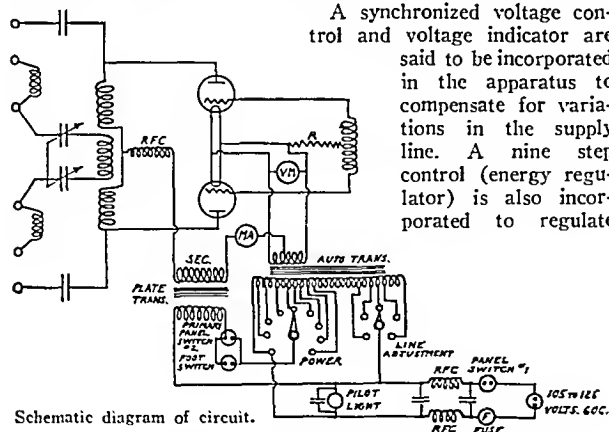 A synchronized voltage con-
trol and voltage indicator are
said to be incorporated
in the apparatus to
compensate for varia-
tions in the supply
line. A nine step
control (energy regu-
lator) is also incor-
porated to regulate
RFC
R
VM
MA
SEC.
AUTO TRANS.
PLATE
TRANS.
PRIMARY
PANEL
SWITCH
#2
FOOT
SWITCH
POWER
LINE
ADJUSTMENT
RFC
PANEL
SWITCH #1
PILOT
LIGHT
105 TO 125
VOLTS. 60C.
RFC
F
FUSE
Schematic diagram of circuit.